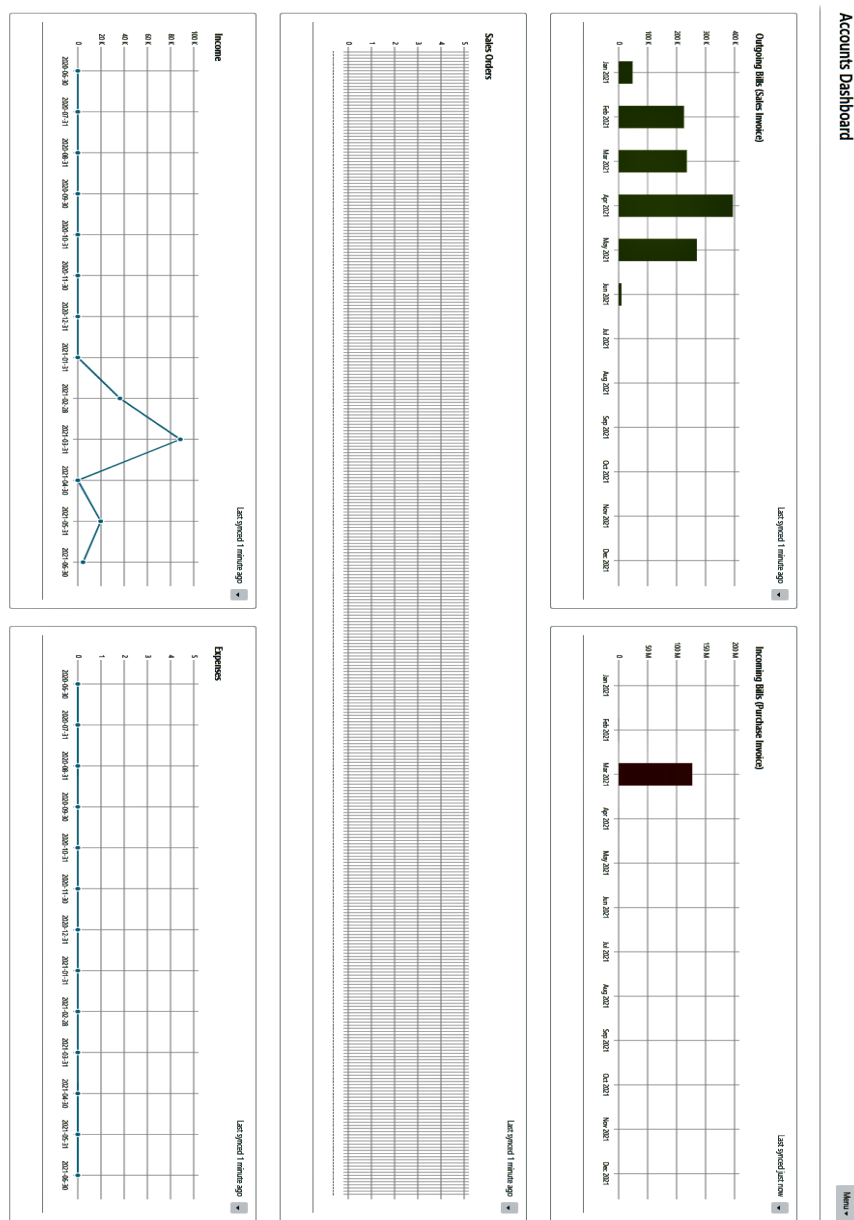 Accounts Dashboard
Menu
Outgoing Bills (Sales Invoice)
Last synced 1 minute ago
400 K
300 K
200 K
100 K
0
Jan 2021 Feb 2021 Mar 2021 Apr 2021 May 2021 Jun 2021 Jul 2021 Aug 2021 Sep 2021 Oct 2021 Nov 2021 Dec 2021
Incoming Bills (Purchase Invoice)
Last synced just now
200 M
150 M
100 M
50 M
0
Jan 2021 Feb 2021 Mar 2021 Apr 2021 May 2021 Jun 2021 Jul 2021 Aug 2021 Sep 2021 Oct 2021 Nov 2021 Dec 2021
Sales Orders
Last synced 1 minute ago
5
4
3
2
1
0
Income
Last synced 1 minute ago
100 K
80 K
60 K
40 K
20 K
0
2020-06-30 2020-07-31 2020-08-31 2020-09-30 2020-10-31 2020-11-30 2020-12-31 2021-01-31 2021-02-28 2021-03-31 2021-04-30 2021-05-31 2021-06-30
Expenses
Last synced 1 minute ago
5
4
3
2
1
0
2020-06-30 2020-07-31 2020-08-31 2020-09-30 2020-10-31 2020-11-30 2020-12-31 2021-01-31 2021-02-28 2021-03-31 2021-04-30 2021-05-31 2021-06-30